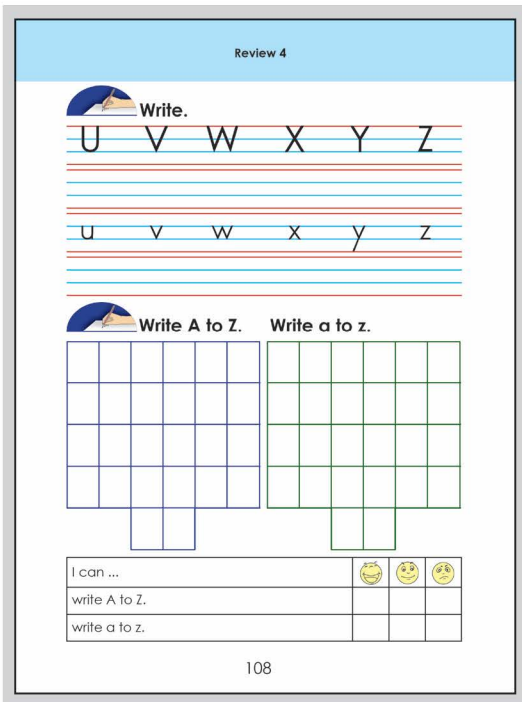 Review 4
Write.
U V W X Y Z
u v w x y z
Write A to Z. Write a to z.
I can ...
write A to Z.
write a to z.
108